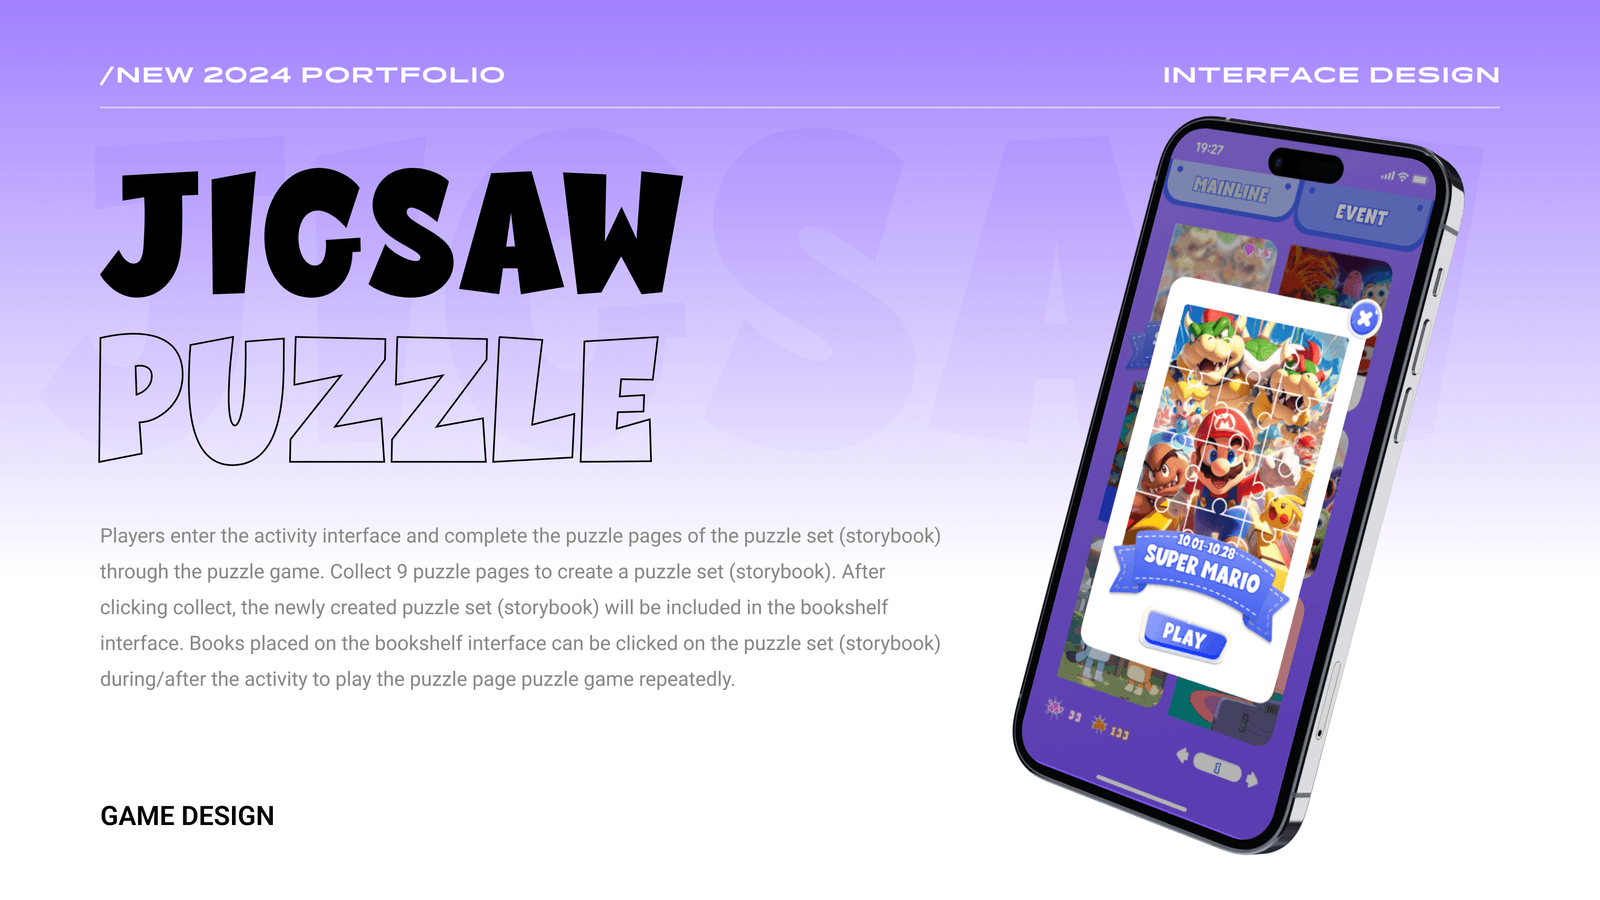 /NEW 2024 PORTFOLIO
INTERFACE DESIGN
JIGSAW
JIGSAW
PUZZLE
Players enter the activity interface and complete the puzzle pages of the puzzle set (storybook)
through the puzzle game. Collect 9 puzzle pages to create a puzzle set (storybook). After
clicking collect, the newly created puzzle set (storybook) will be included in the bookshelf
interface. Books placed on the bookshelf interface can be clicked on the puzzle set (storybook)
during/after the activity to play the puzzle page puzzle game repeatedly.
GAME DESIGN
19:27
MAINLINE
EVENT
M
10.01-10.28
SUPER MARIO
PLAY
33
133